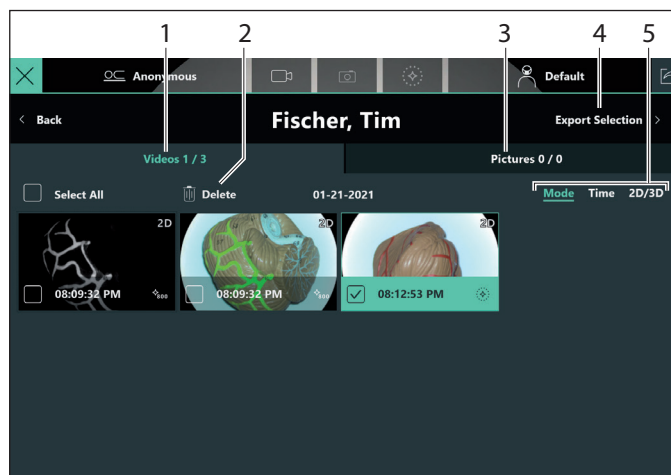 1 2 3 4 5
Anonymous Default
< Back Fischer, Tim Export Selection >
Videos 1 / 3 Pictures 0 / 0
Select All Delete 01-21-2021 Mode Time 2D/3D
2D 2D 2D
08:09:32 PM 800 08:09:32 PM 800 08:12:53 PM